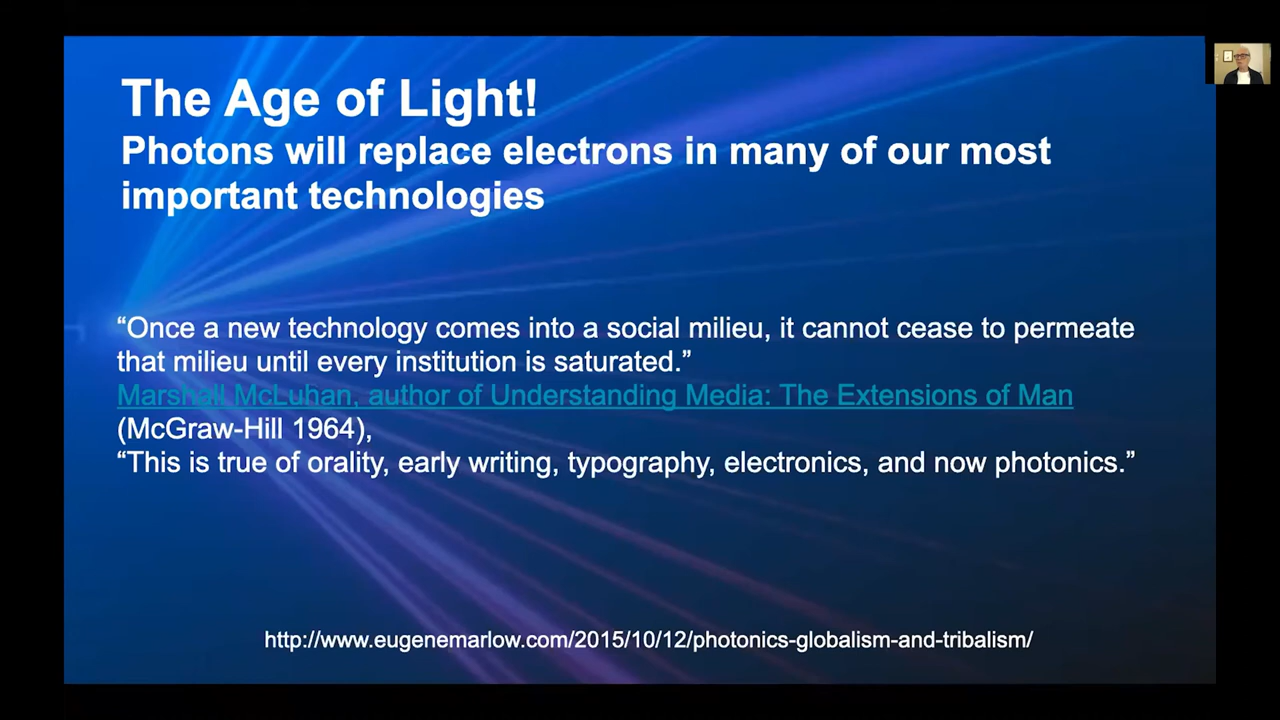 The Age of Light!
Photons will replace electrons in many of our most
important technologies
“Once a new technology comes into a social milieu, it cannot cease to permeate
that milieu until every institution is saturated.”
Marshall McLuhan, author of Understanding Media: The Extensions of Man
(McGraw-Hill 1964),
“This is true of orality, early writing, typography, electronics, and now photonics.”
http://www.eugenemarlow.com/2015/10/12/photonics-globalism-and-tribalism/